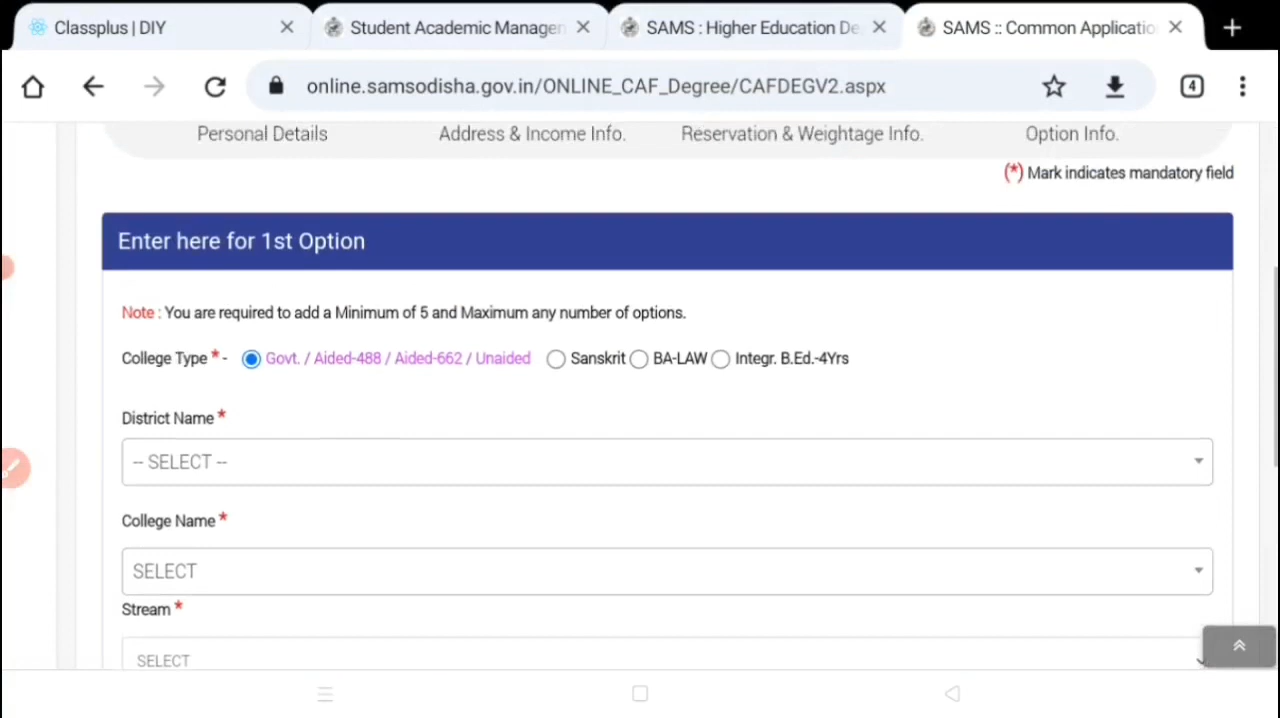 Classplus | DIY
Student Academic Managem
SAMS : Higher Education De
SAMS :: Common Applicatio
online.samsodisha.gov.in/ONLINE_CAF_Degree/CAFDEGV2.aspx
4
Personal Details
Address & Income Info.
Reservation & Weightage Info.
Option Info.
(*) Mark indicates mandatory field
Enter here for 1st Option
Note : You are required to add a Minimum of 5 and Maximum any number of options.
College Type * - Govt. / Aided-488 / Aided-662 / Unaided Sanskrit BA-LAW Integr. B.Ed.-4Yrs
District Name *
-- SELECT --
College Name *
SELECT
Stream *
SELECT